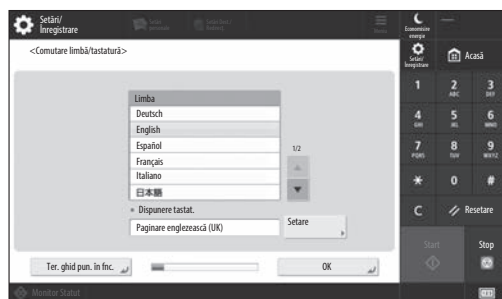 Setări/
Înregistrare
<Comutare limbă/tastatură>
Limba
Deutsch
English
Español
Français
Italiano
日本語
1/2
Dispunere tastat.
Paginare englezească (UK)
Setare
Ter. ghid pun. în fnc.
OK
Monitor Statut
Economisire
energie
Setări/
Înregistrare
Acasă
1
2
ABC
3
DEF
4
GHI
5
JKL
6
MNO
7
PQRS
8
TUV
9
WXYZ
*
0
#
C
Resetare
Start
Stop